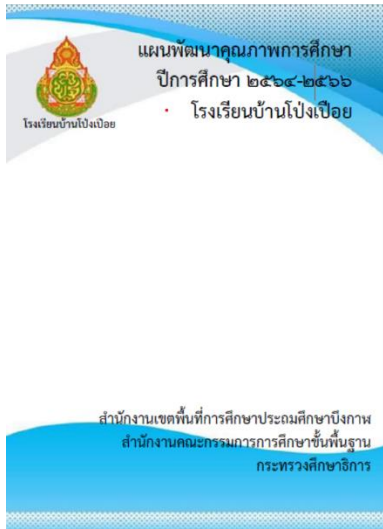 แผนพัฒนาคุณภาพการศึกษา
ปีการศึกษา ๒๕๖๔-๒๕๖๖
โรงเรียนบ้านโป่งเปือย
โรงเรียนบ้านโป่งเปือย
สำนักงานเขตพื้นที่การศึกษาประถมศึกษาบึงกาฬ
สำนักงานคณะกรรมการการศึกษาขั้นพื้นฐาน
กระทรวงศึกษาธิการ